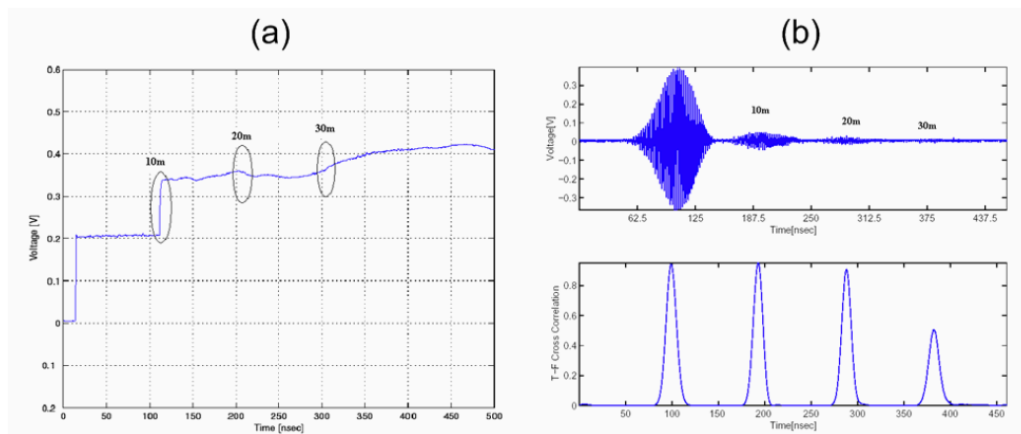 (a)
0.6
0.5
0.4
0.3
0.2
0.1
0
0.1
0.2
Voltage [V]
10m
20m
30m
0 50 100 150 200 250 300 350 400 450 500
Time [nsec]
(b)
0.3
0.2
0.1
0
−0.1
−0.2
−0.3
Voltage[V]
10m
20m
30m
62.5 125 187.5 250 312.5 375 437.5
Time[nsec]
0.8
0.6
0.4
0.2
0
T−F Cross Correlation
50 100 150 200 250 300 350 400 450
Time[nsec]